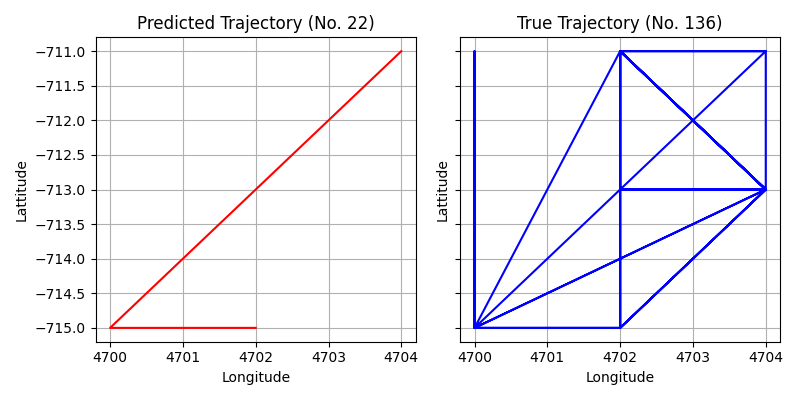 Predicted Trajectory (No. 22)
True Trajectory (No. 136)
Lattitude
−711.0
−711.5
−712.0
−712.5
−713.0
−713.5
−714.0
−714.5
−715.0
4700 4701 4702 4703 4704
Longitude
Lattitude
4700 4701 4702 4703 4704
Longitude